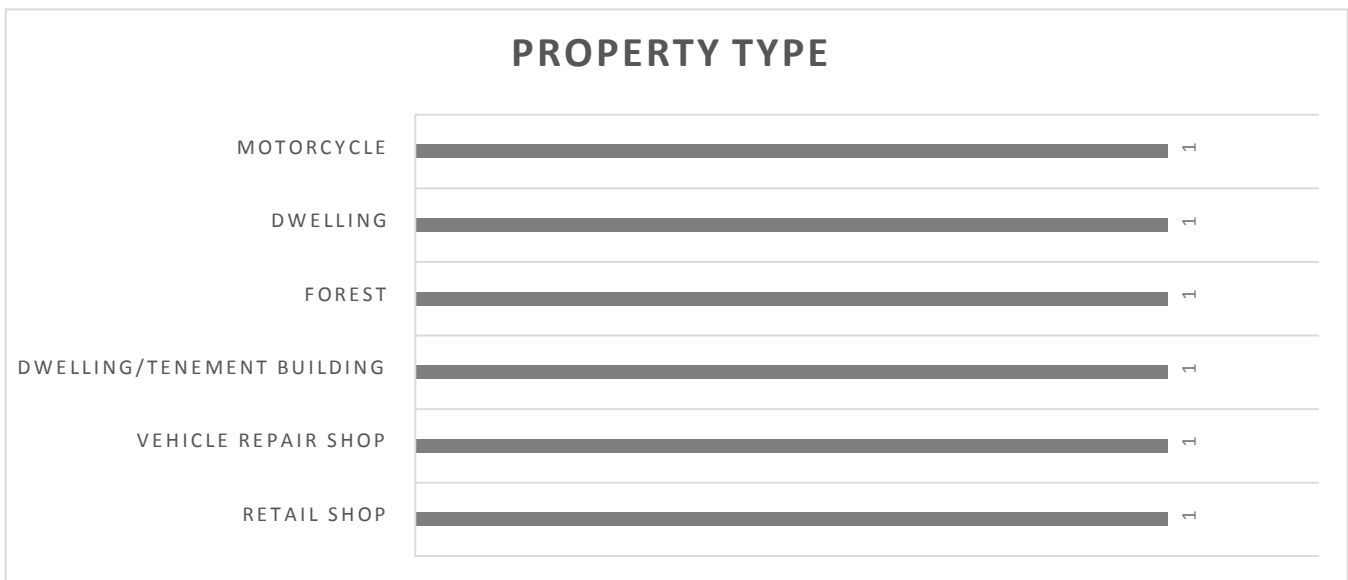 PROPERTY TYPE
MOTORCYCLE 1
DWELLING 1
FOREST 1
DWELLING/TENEMENT BUILDING 1
VEHICLE REPAIR SHOP 1
RETAIL SHOP 1